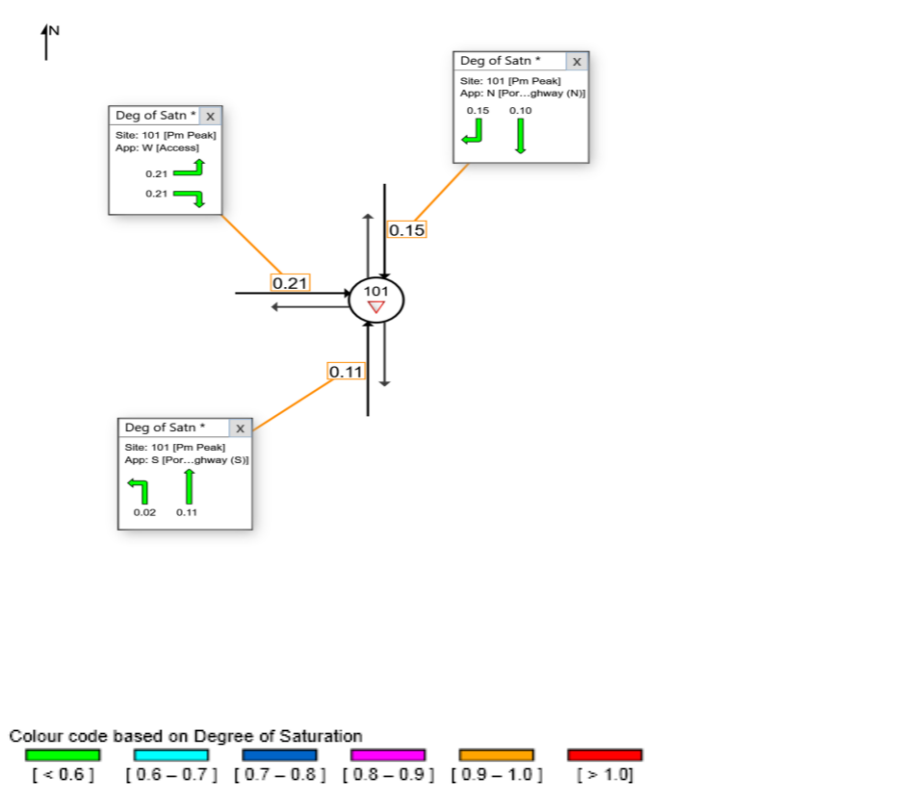 N
Deg of Satn * x
Site: 101 [Pm Peak]
App: N [Por...ghway (N)]
0.15 0.10
Deg of Satn * x
Site: 101 [Pm Peak]
App: W [Access]
0.21
0.21
0.15
0.21
101
0.11
Deg of Satn * x
Site: 101 [Pm Peak]
App: S [Por...ghway (S)]
0.02 0.11
Colour code based on Degree of Saturation
[ < 0.6 ] [ 0.6 – 0.7 ] [ 0.7 – 0.8 ] [ 0.8 – 0.9 ] [ 0.9 – 1.0 ] [ > 1.0]